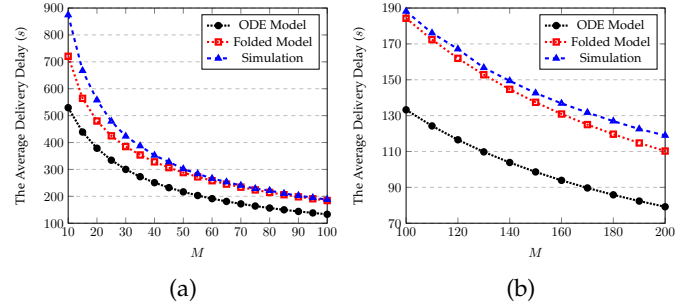 The Average Delivery Delay (s)
900
800
700
600
500
400
300
200
100
10 20 30 40 50 60 70 80 90 100
M
ODE Model
Folded Model
Simulation
(a)
The Average Delivery Delay (s)
190
170
150
130
110
90
70
100 120 140 160 180 200
M
ODE Model
Folded Model
Simulation
(b)